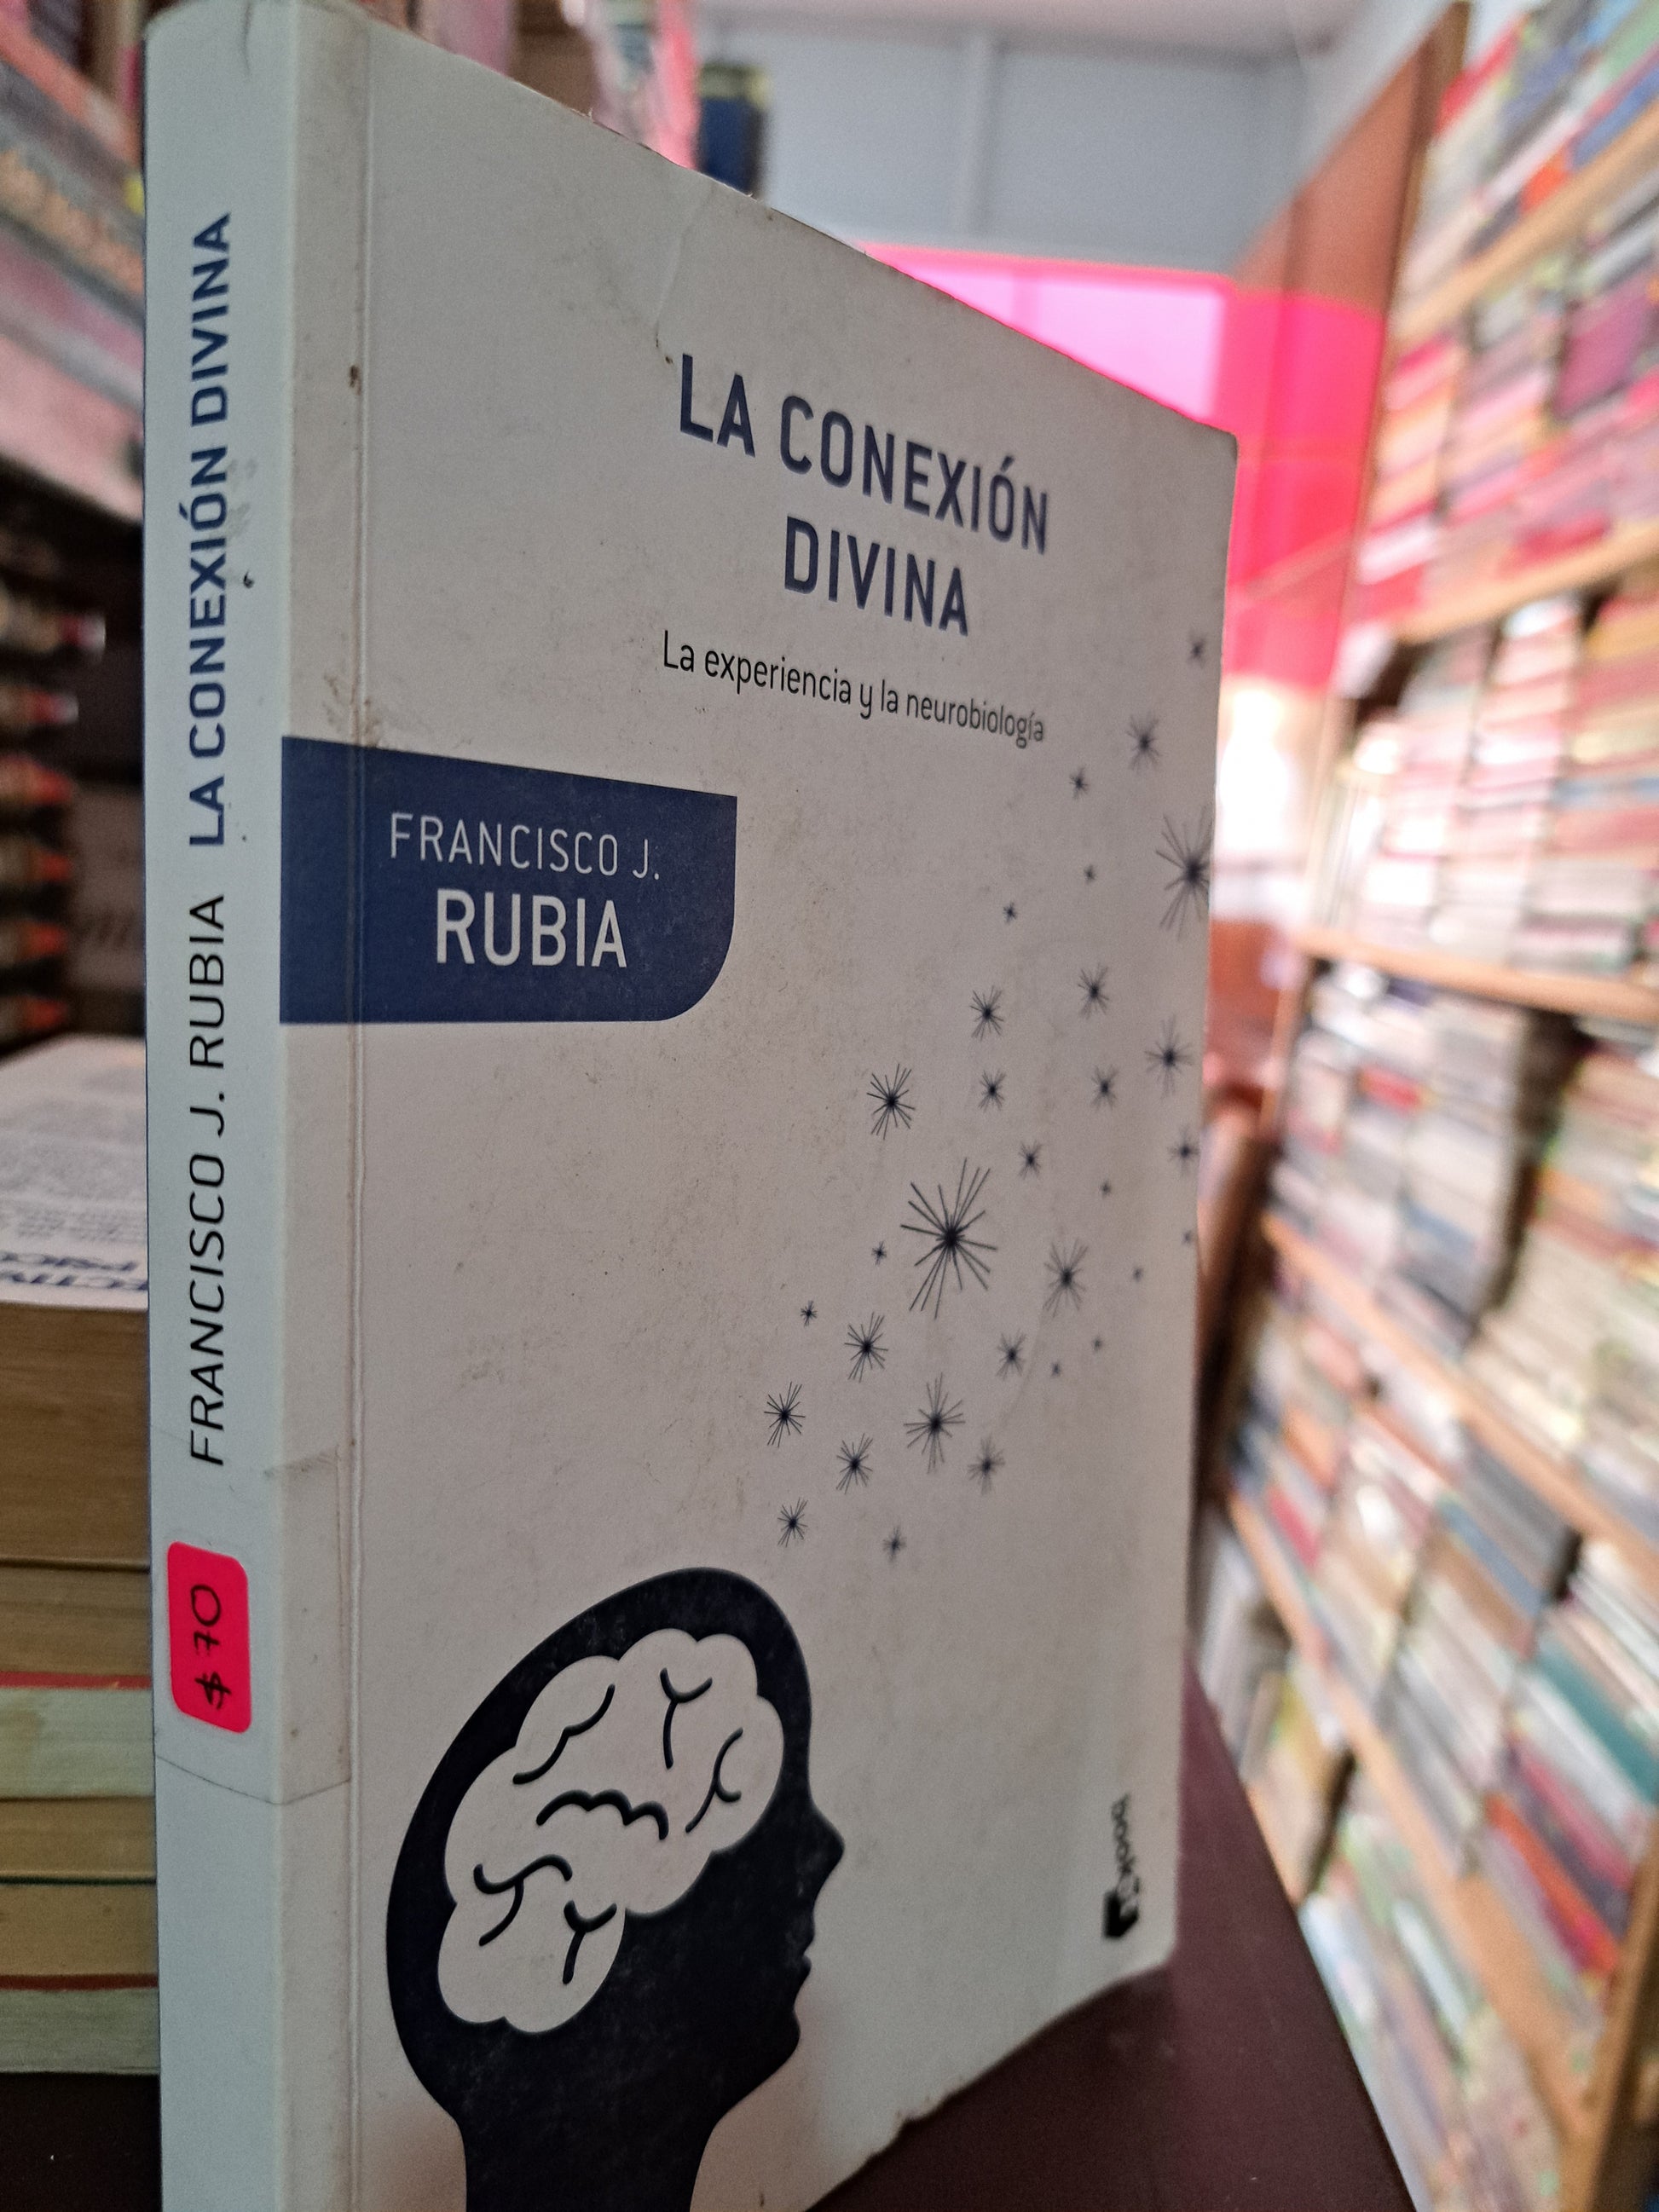 LA CONEXIÓN
DIVINA
La experiencia y la neurobiología
FRANCISCO J.
RUBIA
FRANCISCO J. RUBIA LA CONEXIÓN DIVINA
$70